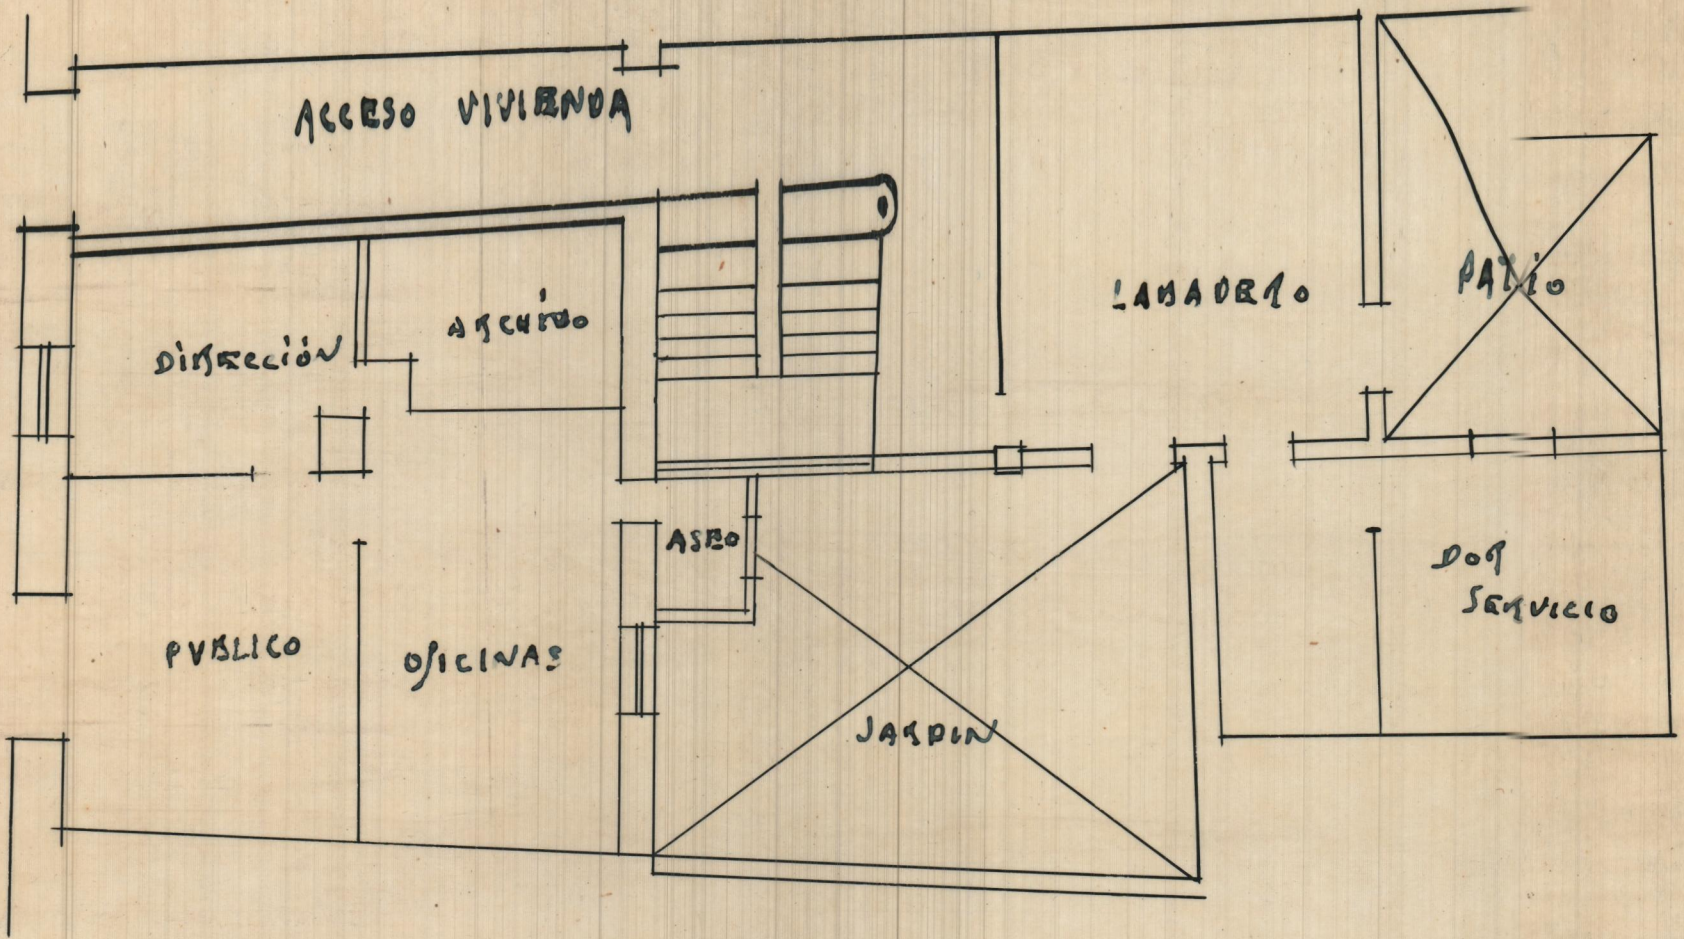 ACCESO VIVIENDA
DIRECCIÓN
ARCHIVO
LAVADERO
PATIO
ASEO
DOR
SERVICIO
PUBLICO
OFICINAS
JARDIN